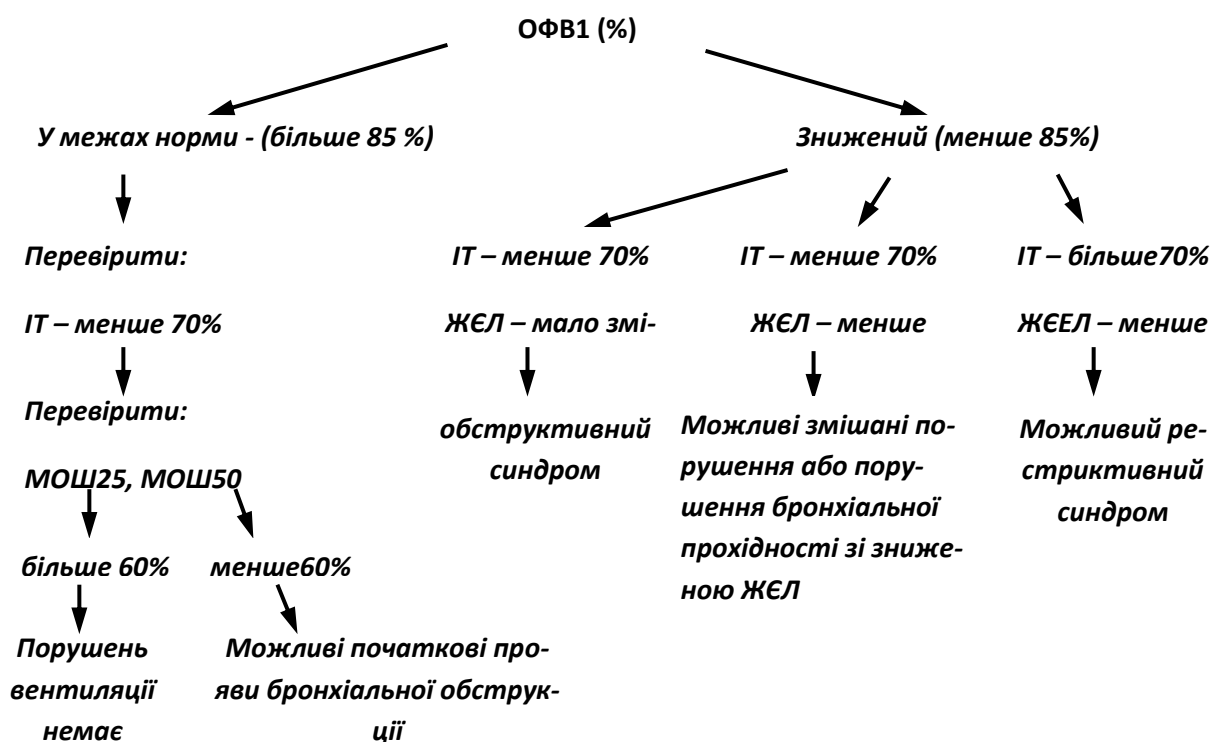 ОФВ1 (%)
У межах норми - (більше 85 %)
Знижений (менше 85%)
Перевірити:
ІТ – менше 70%
Перевірити:
МОШ25, МОШ50
більше 60%
менше60%
Порушень
вентиляції
немає
Можливі початкові про-
яви бронхіальної обструк-
ції
ІТ – менше 70%
ЖЄЛ – мало змі-
обструктивний
синдром
ІТ – менше 70%
ЖЄЛ – менше
Можливі змішані по-
рушення або пору-
шення бронхіальної
прохідності зі зниже-
ною ЖЄЛ
ІТ – більше70%
ЖЄЕЛ – менше
Можливий ре-
стриктивний
синдром